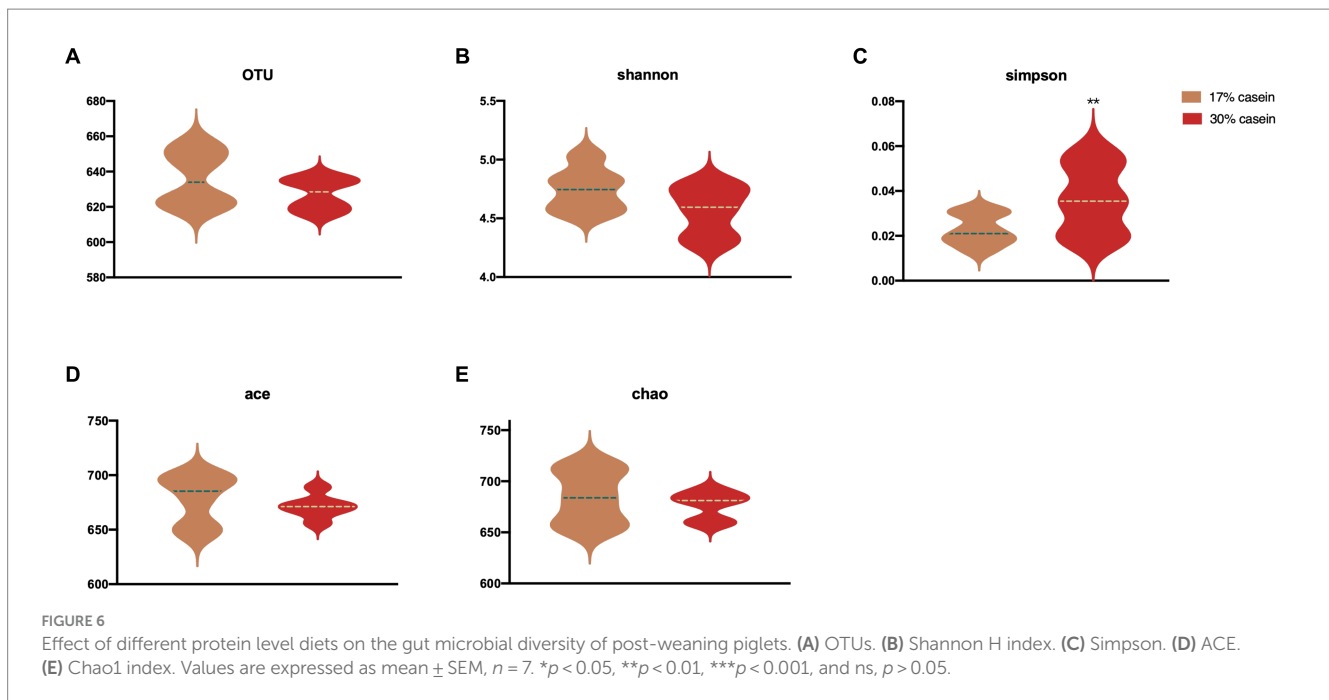 A
OTU
680
660
640
620
600
580
B
shannon
5.5
5.0
4.5
4.0
C
simpson
0.08
0.06
0.04
0.02
0.00
**
17% casein
30% casein
D
ace
750
700
650
600
E
chao
750
700
650
600
FIGURE 6
Effect of different protein level diets on the gut microbial diversity of post-weaning piglets. (A) OTUs. (B) Shannon H index. (C) Simpson. (D) ACE.
(E) Chao1 index. Values are expressed as mean ± SEM, n = 7. *p < 0.05, **p < 0.01, ***p < 0.001, and ns, p > 0.05.